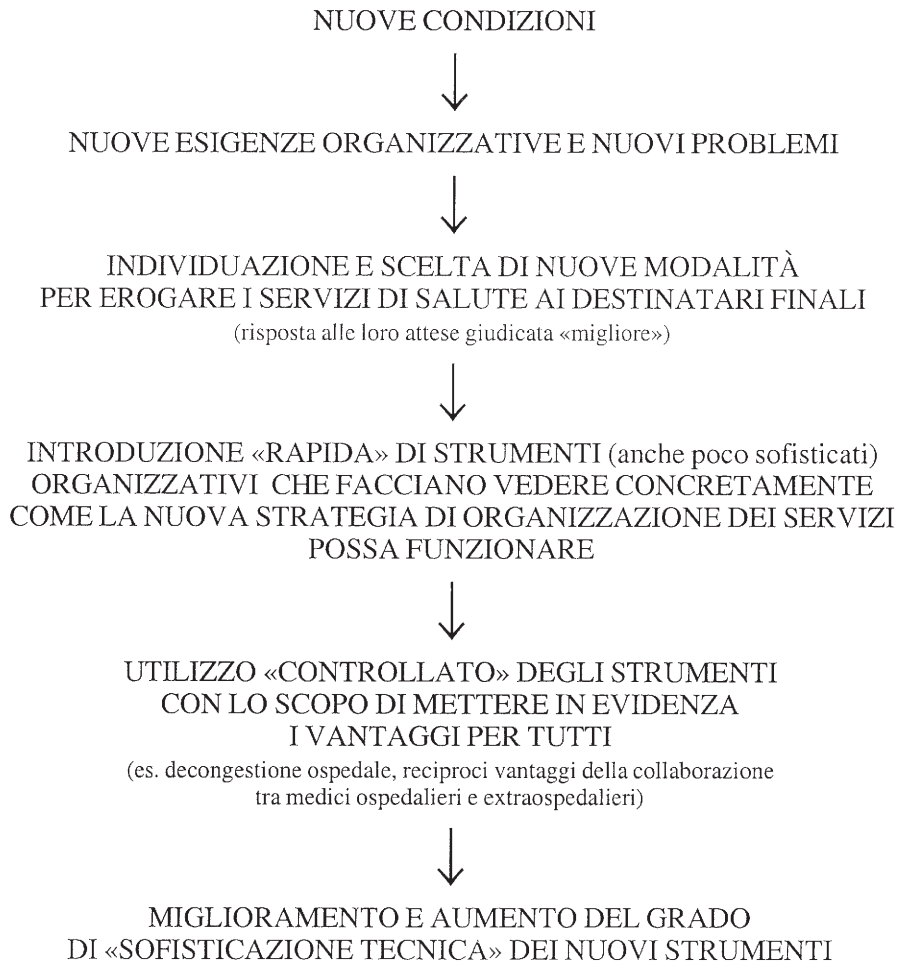 NUOVE CONDIZIONI
NUOVE ESIGENZE ORGANIZZATIVE E NUOVI PROBLEMI
INDIVIDUAZIONE E SCELTA DI NUOVE MODALITÀ
PER EROGARE I SERVIZI DI SALUTE AI DESTINATARI FINALI
(risposta alle loro attese giudicata «migliore»)
INTRODUZIONE «RAPIDA» DI STRUMENTI (anche poco sofisticati)
ORGANIZZATIVI CHE FACCIANO VEDERE CONCRETAMENTE
COME LA NUOVA STRATEGIA DI ORGANIZZAZIONE DEI SERVIZI
POSSA FUNZIONARE
UTILIZZO «CONTROLLATO» DEGLI STRUMENTI
CON LO SCOPO DI METTERE IN EVIDENZA
I VANTAGGI PER TUTTI
(es. decongestione ospedale, reciproci vantaggi della collaborazione
tra medici ospedalieri e extraospedalieri)
MIGLIORAMENTO E AUMENTO DEL GRADO
DI «SOFISTICAZIONE TECNICA» DEI NUOVI STRUMENTI